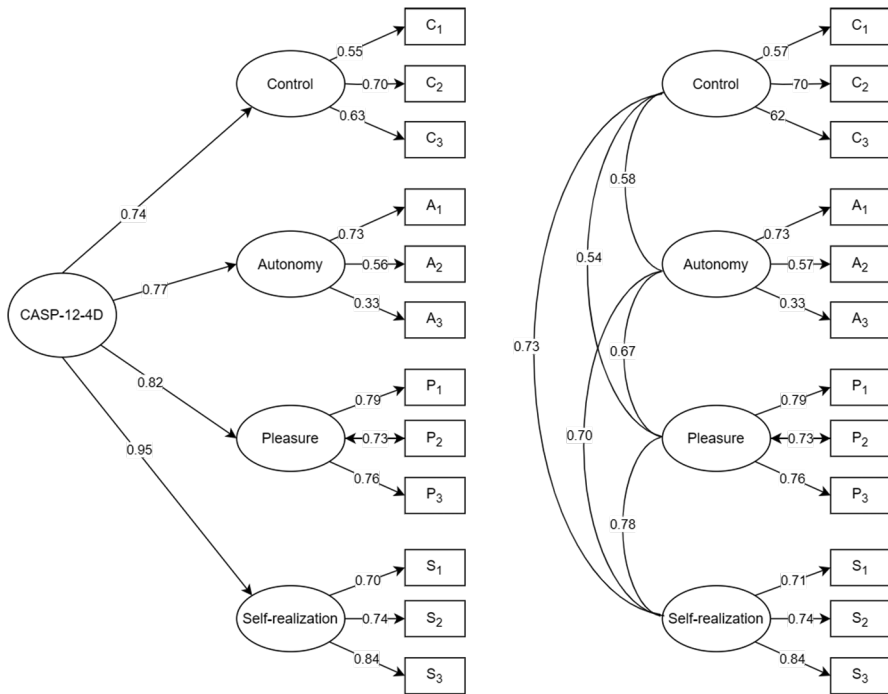 C1
0.55
Control
0.70
C2
0.63
C3
0.74
A1
0.73
Autonomy
0.56
A2
0.77
0.33
A3
CASP-12-4D
0.82
P1
0.79
Pleasure
0.73
P2
0.76
P3
0.95
S1
0.70
Self-realization
0.74
S2
0.84
S3
C1
0.57
Control
70
C2
62
C3
0.58
A1
0.73
Autonomy
0.57
A2
0.54
0.33
A3
0.73
0.67
P1
0.79
0.70
Pleasure
0.73
P2
0.76
P3
0.78
S1
0.71
Self-realization
0.74
S2
0.84
S3